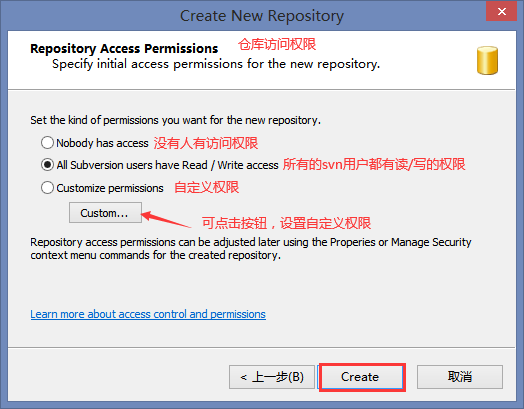 Create New Repository
Repository Access Permissions 仓库访问权限
Specify initial access permissions for the new repository.
Set the kind of permissions you want for the new repository.
Nobody has access 没有人有访问权限
All Subversion users have Read / Write access 所有的svn用户都有读/写的权限
Customize permissions 自定义权限
Custom...
可点击按钮，设置自定义权限
Repository access permissions can be adjusted later using the Properies or Manage Security
context menu commands for the created repository.
Learn more about access control and permissions
< 上一步(B)
Create
取消